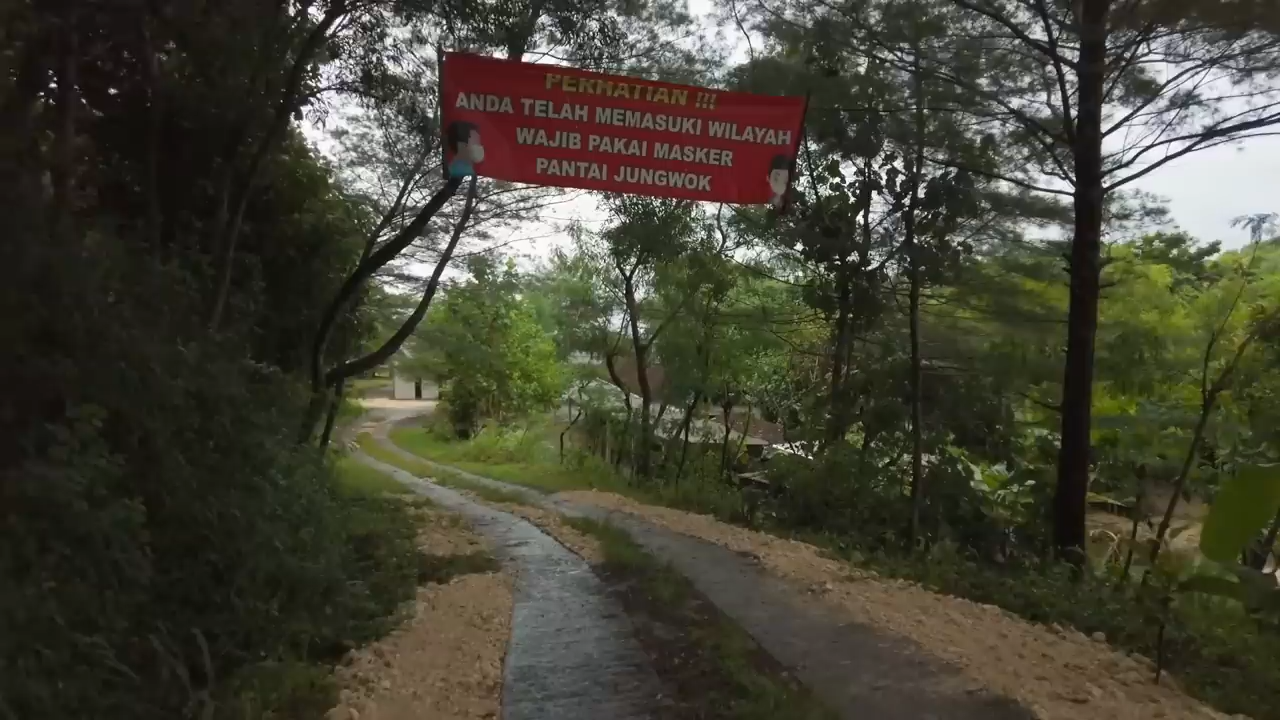 PERHATIAN !!!
ANDA TELAH MEMASUKI WILAYAH
WAJIB PAKAI MASKER
PANTAI JUNGWOK